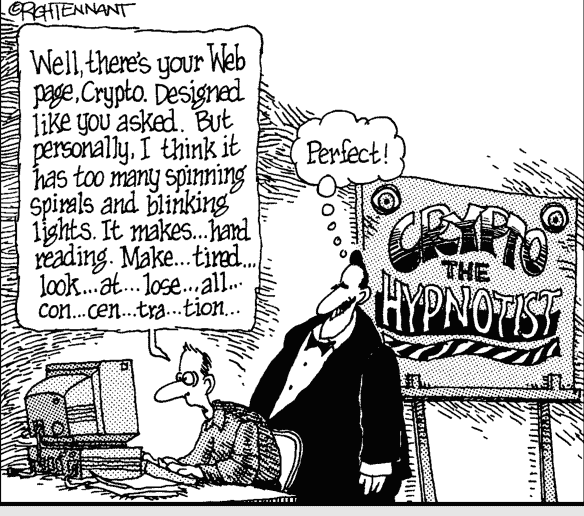 ©RICHTENNANT
Well, there's your Web
page, Crypto. Designed
like you asked. But
personally, I think it
has too many spinning
spirals and blinking
lights. It makes...hard
reading. Make...tired...
look...at...lose...all...
con...cen...tra...tion...
Perfect!
CRYPTO
THE
HYPNOTIST